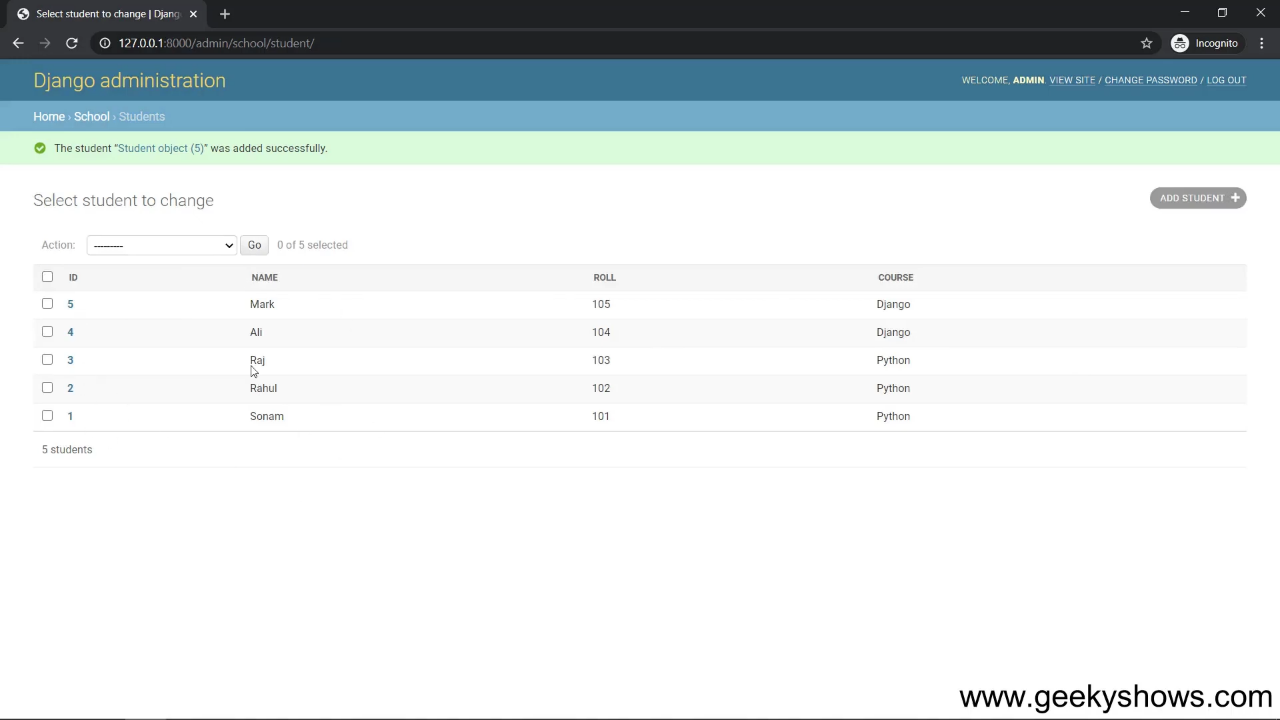 Select student to change | Djang
127.0.0.1:8000/admin/school/student/
Incognito
Django administration
WELCOME, ADMIN. VIEW SITE / CHANGE PASSWORD / LOG OUT
Home › School › Students
The student “Student object (5)” was added successfully.
Select student to change
ADD STUDENT +
Action: --------- Go 0 of 5 selected
ID NAME ROLL COURSE
5 Mark 105 Django
4 Ali 104 Django
3 Raj 103 Python
2 Rahul 102 Python
1 Sonam 101 Python
5 students
www.geekyshows.com